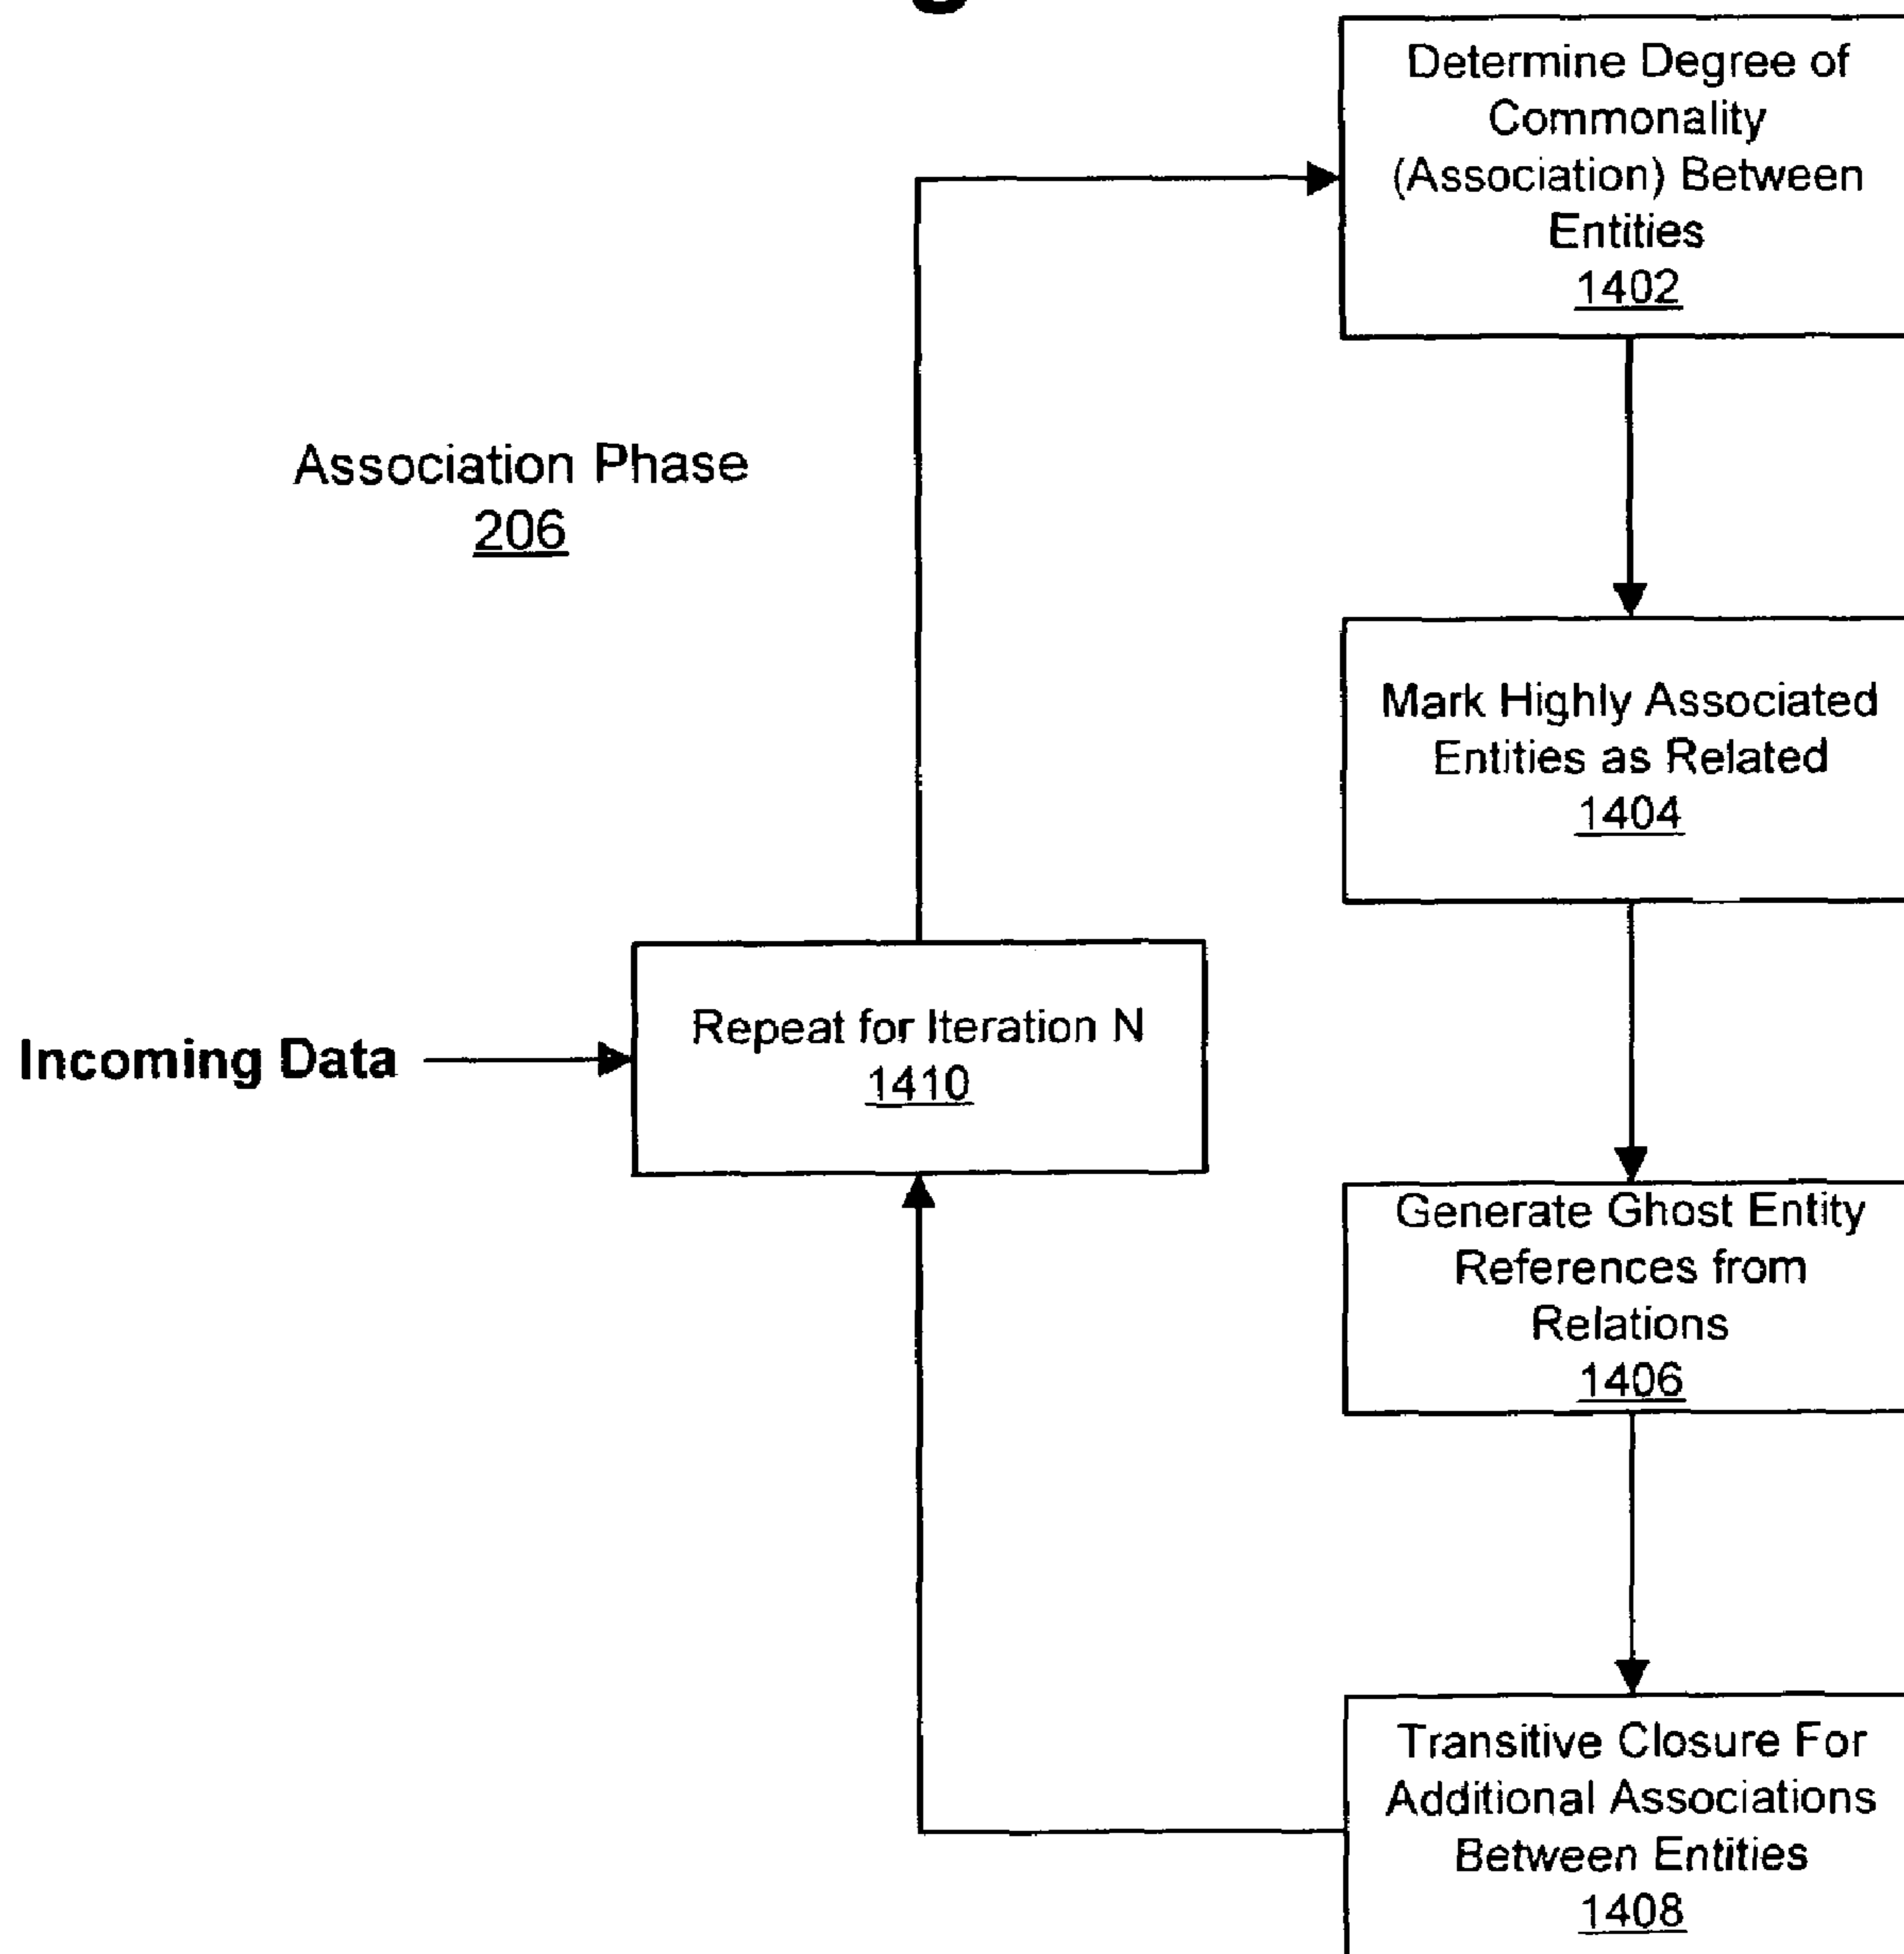 Determine Degree of
Commonality
(Association) Between
Entities
1402
Association Phase
206
Mark Highly Associated
Entities as Related
1404
Repeat for Iteration N
1410
Incoming Data
Generate Ghost Entity
References from
Relations
1406
Transitive Closure For
Additional Associations
Between Entities
1408